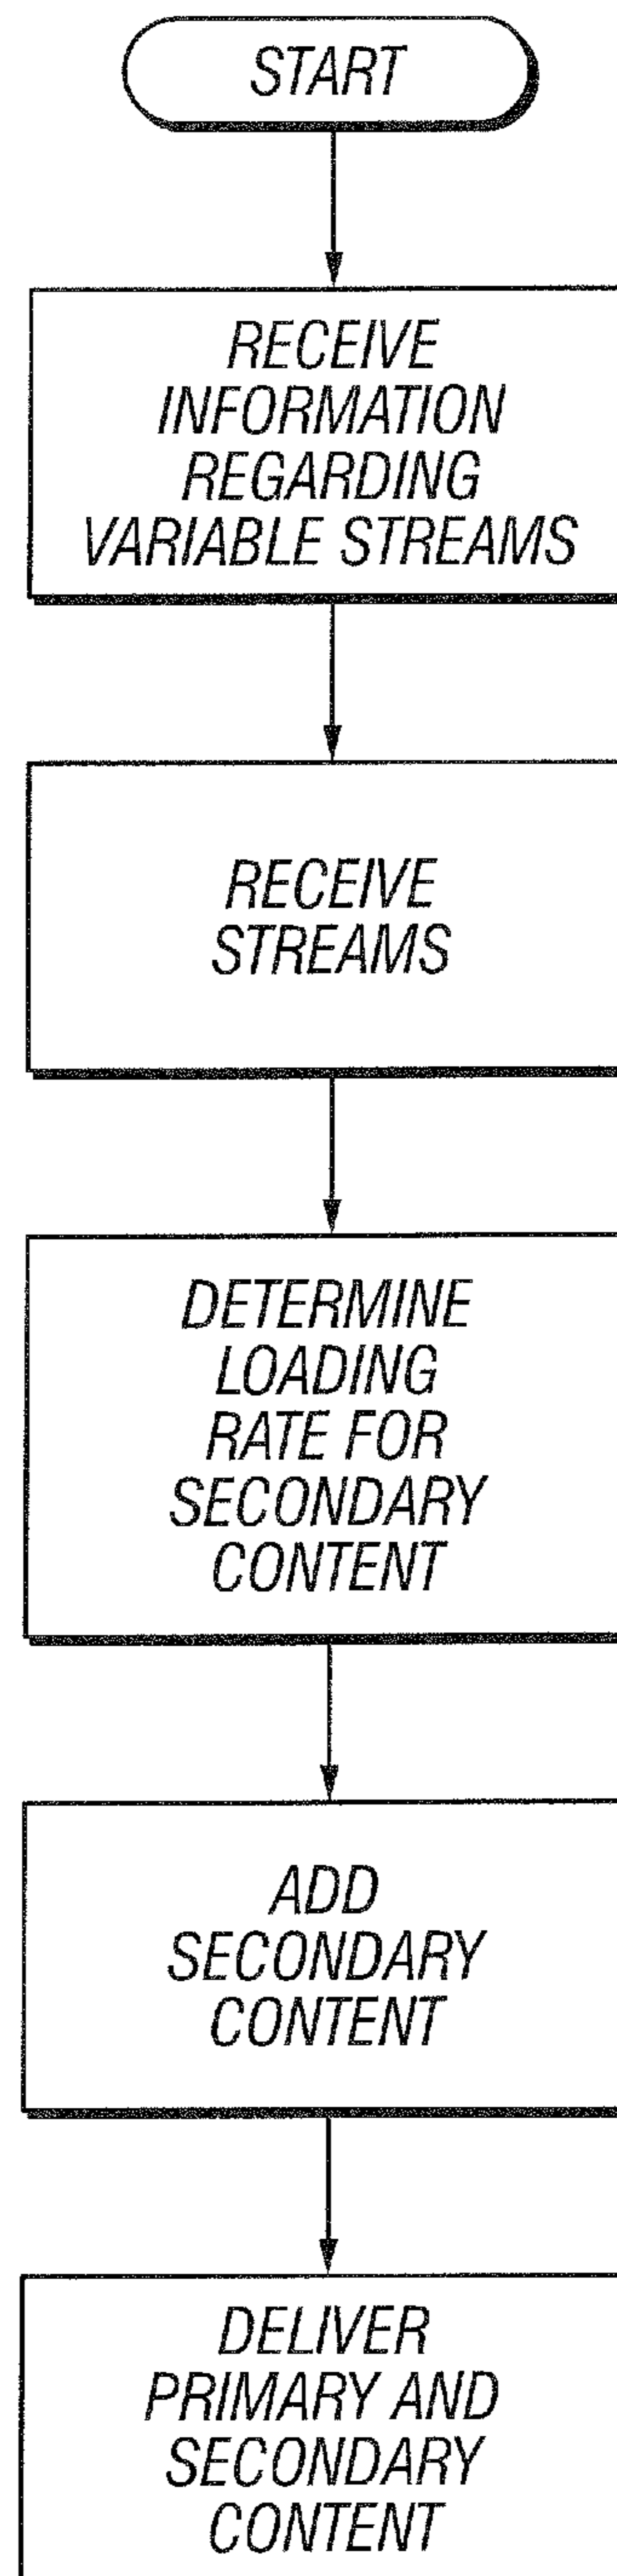 START
RECEIVE
INFORMATION
REGARDING
VARIABLE STREAMS
RECEIVE
STREAMS
DETERMINE
LOADING
RATE FOR
SECONDARY
CONTENT
ADD
SECONDARY
CONTENT
DELIVER
PRIMARY AND
SECONDARY
CONTENT